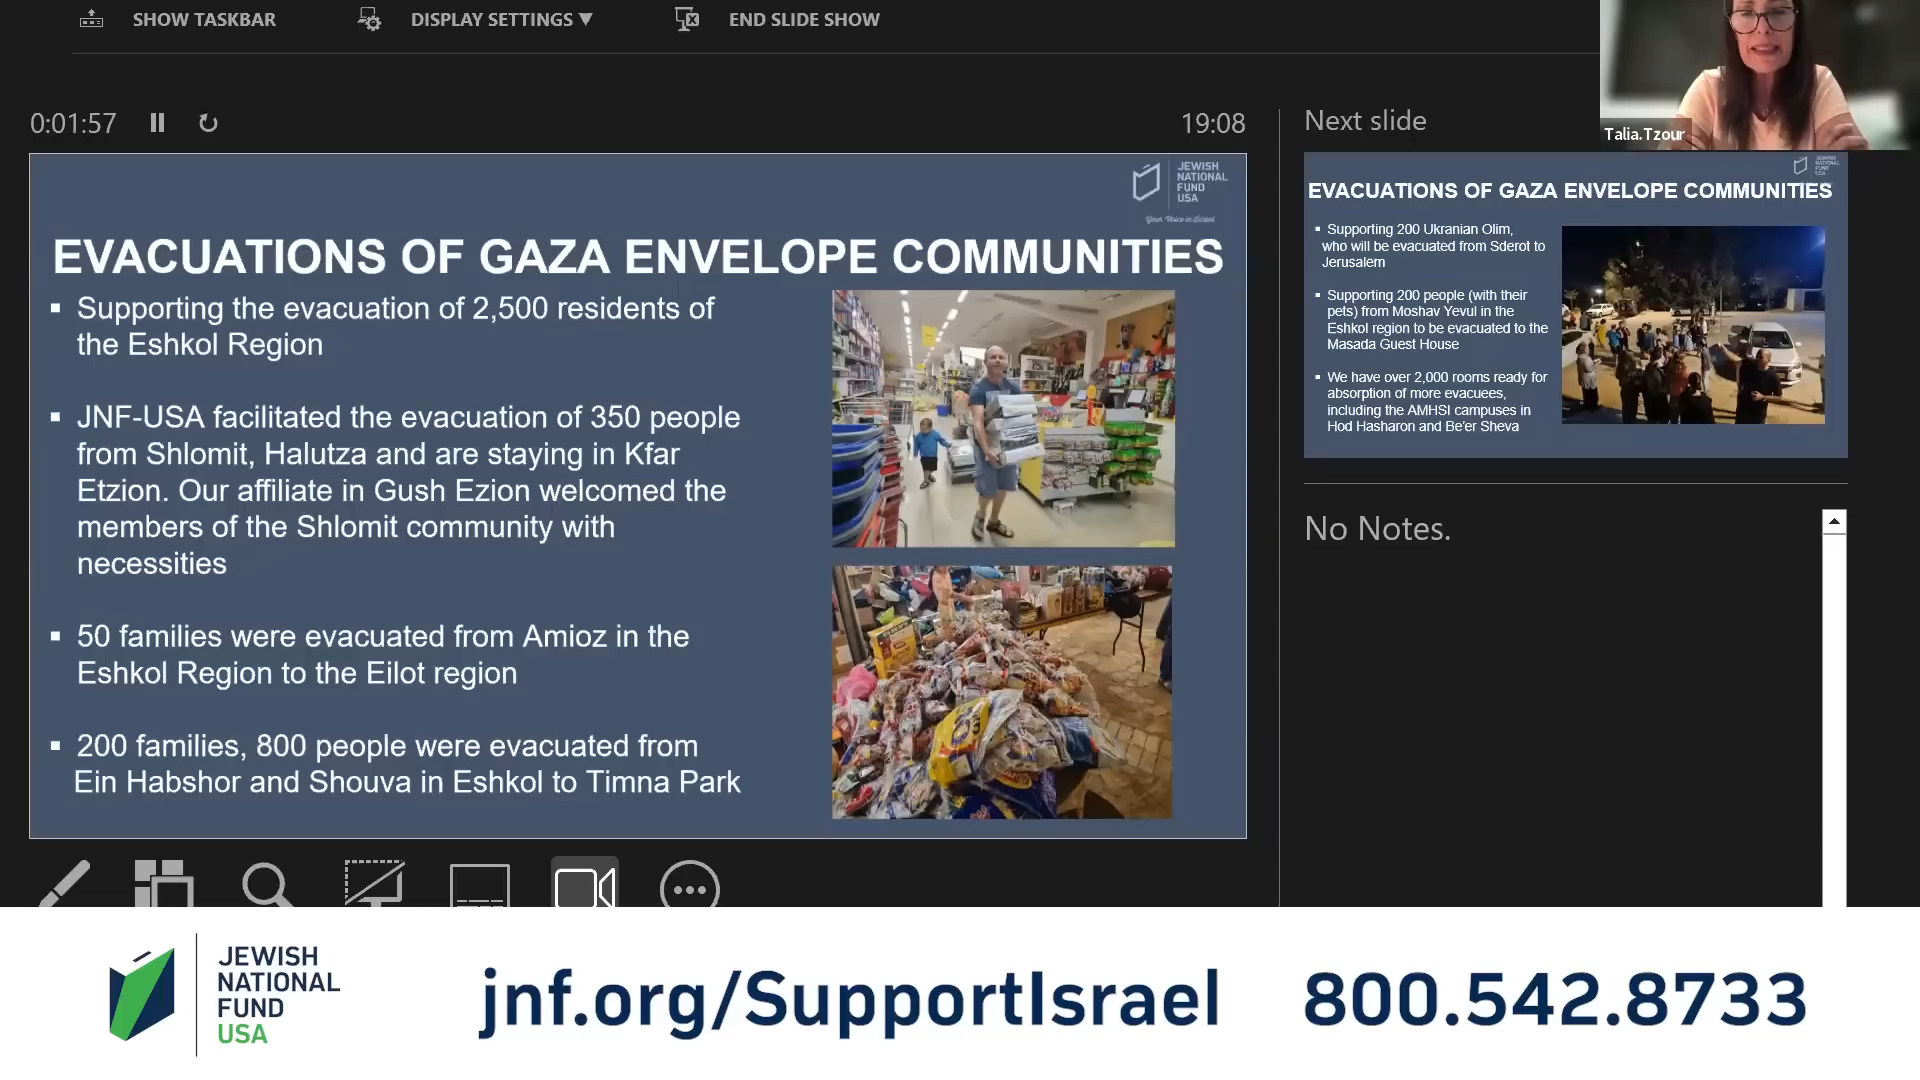 SHOW TASKBAR
DISPLAY SETTINGS ▼
END SLIDE SHOW
0:01:57
19:08
Next slide
Talia.Tzour
JEWISH
NATIONAL
FUND
USA
Your Voice in Israel
EVACUATIONS OF GAZA ENVELOPE COMMUNITIES
▪ Supporting the evacuation of 2,500 residents of
the Eshkol Region
▪ JNF-USA facilitated the evacuation of 350 people
from Shlomit, Halutza and are staying in Kfar
Etzion. Our affiliate in Gush Ezion welcomed the
members of the Shlomit community with
necessities
▪ 50 families were evacuated from Amioz in the
Eshkol Region to the Eilot region
▪ 200 families, 800 people were evacuated from
Ein Habshor and Shouva in Eshkol to Timna Park
JEWISH
NATIONAL
FUND
USA
EVACUATIONS OF GAZA ENVELOPE COMMUNITIES
▪ Supporting 200 Ukranian Olim,
who will be evacuated from Sderot to
Jerusalem
▪ Supporting 200 people (with their
pets) from Moshav Yevul in the
Eshkol region to be evacuated to the
Masada Guest House
▪ We have over 2,000 rooms ready for
absorption of more evacuees,
including the AMHSI campuses in
Hod Hasharon and Be'er Sheva
No Notes.
JEWISH
NATIONAL
FUND
USA
jnf.org/SupportIsrael
800.542.8733